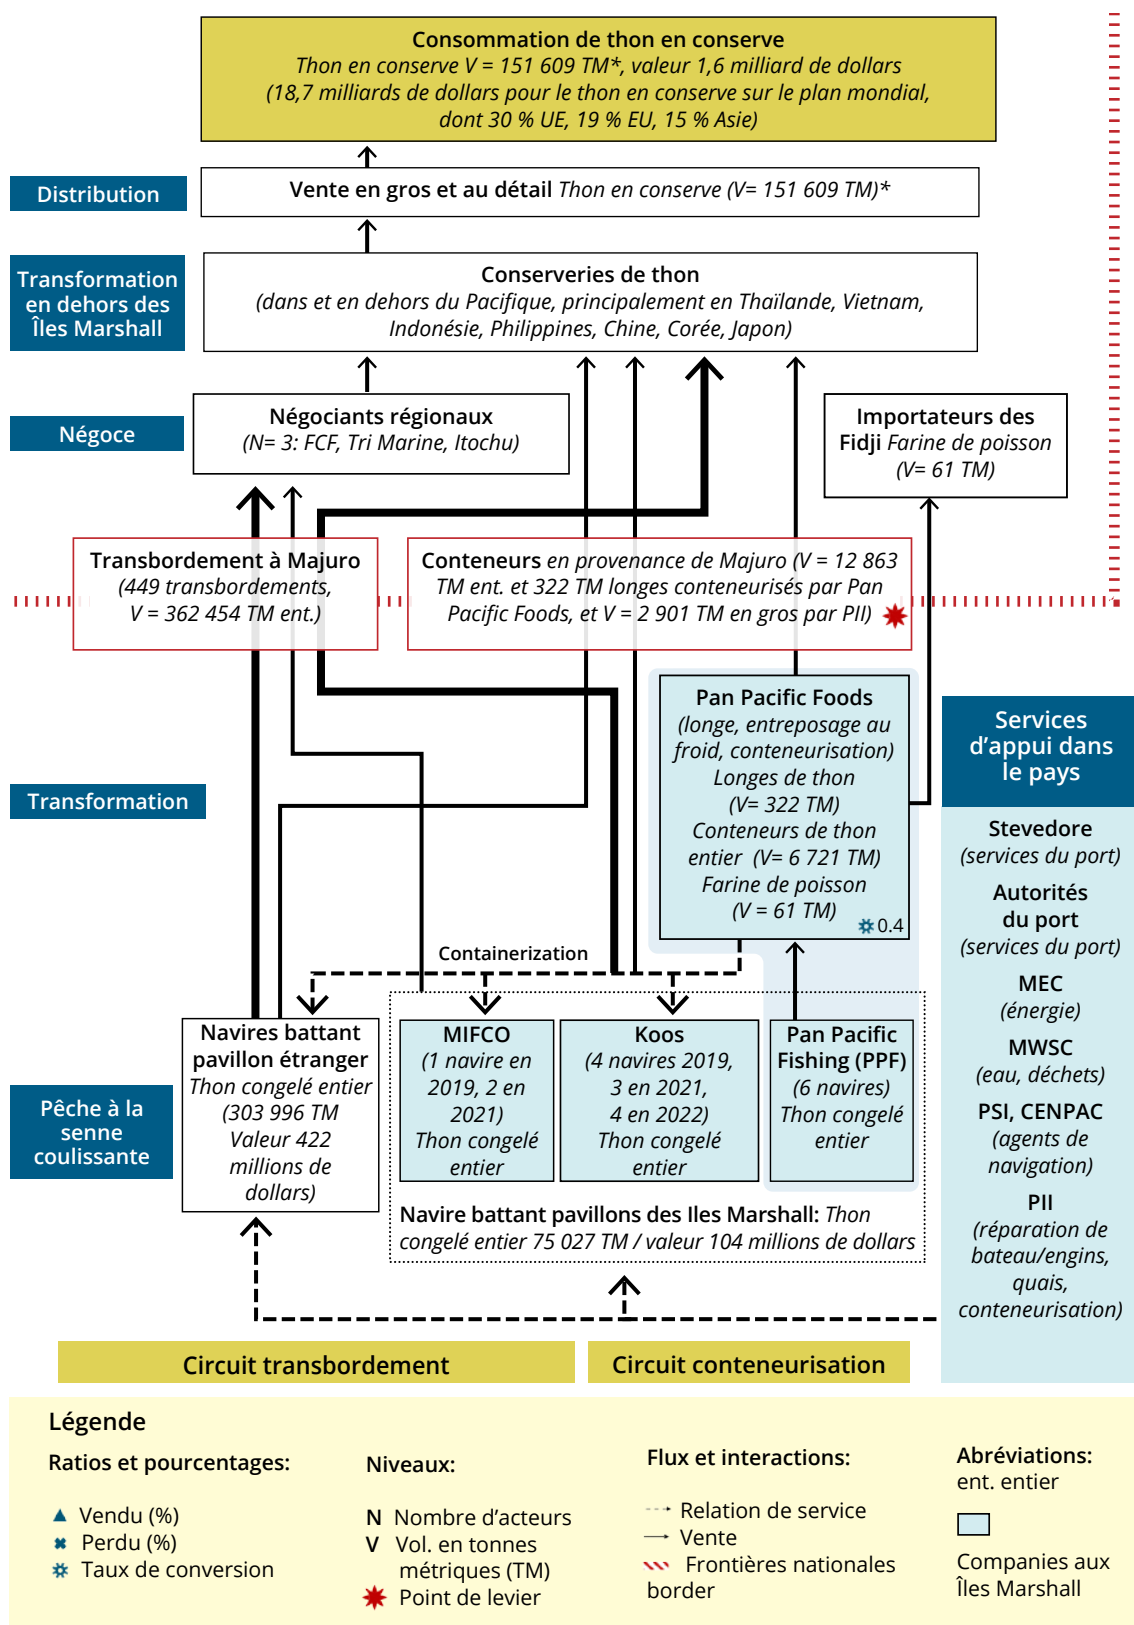 Consommation de thon en conserve
Thon en conserve V = 151 609 TM*, valeur 1,6 milliard de dollars
(18,7 milliards de dollars pour le thon en conserve sur le plan mondial,
dont 30 % UE, 19 % EU, 15 % Asie)
Distribution
Vente en gros et au détail Thon en conserve (V= 151 609 TM)*
Transformation
en dehors des
Îles Marshall
Conserveries de thon
(dans et en dehors du Pacifique, principalement en Thaïlande, Vietnam,
Indonésie, Philippines, Chine, Corée, Japon)
Négoce
Négociants régionaux
(N= 3: FCF, Tri Marine, Itochu)
Importateurs des
Fidji Farine de poisson
(V= 61 TM)
Transbordement à Majuro
(449 transbordements,
V = 362 454 TM ent.)
Conteneurs en provenance de Majuro (V = 12 863
TM ent. et 322 TM longes conteneurisés par Pan
Pacific Foods, et V = 2 901 TM en gros par PII)
Transformation
Pan Pacific Foods
(longe, entreposage au
froid, conteneurisation)
Longes de thon
(V= 322 TM)
Conteneurs de thon
entier (V= 6 721 TM)
Farine de poisson
(V = 61 TM)
0.4
Containerization
Pêche à la
senne
coulissante
Navires battant
pavillon étranger
Thon congelé entier
(303 996 TM
Valeur 422
millions de
dollars)
MIFCO
(1 navire en
2019, 2 en
2021)
Thon congelé
entier
Koos
(4 navires 2019,
3 en 2021,
4 en 2022)
Thon congelé
entier
Pan Pacific
Fishing (PPF)
(6 navires)
Thon congelé
entier
Navire battant pavillons des Iles Marshall: Thon
congelé entier 75 027 TM / valeur 104 millions de dollars
Services
d'appui dans
le pays
Stevedore
(services du port)
Autorités
du port
(services du port)
MEC
(énergie)
MWSC
(eau, déchets)
PSI, CENPAC
(agents de
navigation)
PII
(réparation de
bateau/engins,
quais,
conteneurisation)
Circuit transbordement
Circuit conteneurisation
Légende
Ratios et pourcentages:
Vendu (%)
Perdu (%)
Taux de conversion
Niveaux:
N Nombre d'acteurs
V Vol. en tonnes
métriques (TM)
Point de levier
Flux et interactions:
Relation de service
Vente
Frontières nationales
border
Abréviations:
ent. entier
Companies aux
Îles Marshall